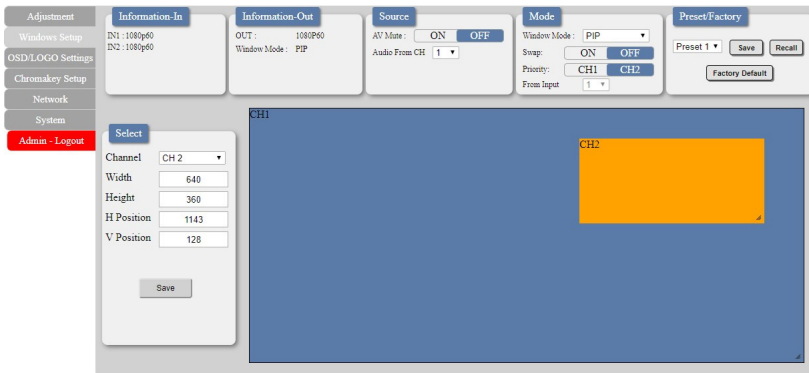 Adjustment
Windows Setup
OSD/LOGO Settings
Chromakey Setup
Network
System
Admin - Logout
Information-In
IN1 : 1080p60
IN2 : 1080p60
Information-Out
OUT : 1080P60
Window Mode : PIP
Source
AV Mute : ON OFF
Audio From CH 1
Mode
Window Mode : PIP
Swap: ON OFF
Priority: CH1 CH2
From Input 1
Preset/Factory
Preset 1 Save Recall
Factory Default
Select
Channel CH 2
Width 640
Height 360
H Position 1143
V Position 128
Save
CH1
CH2